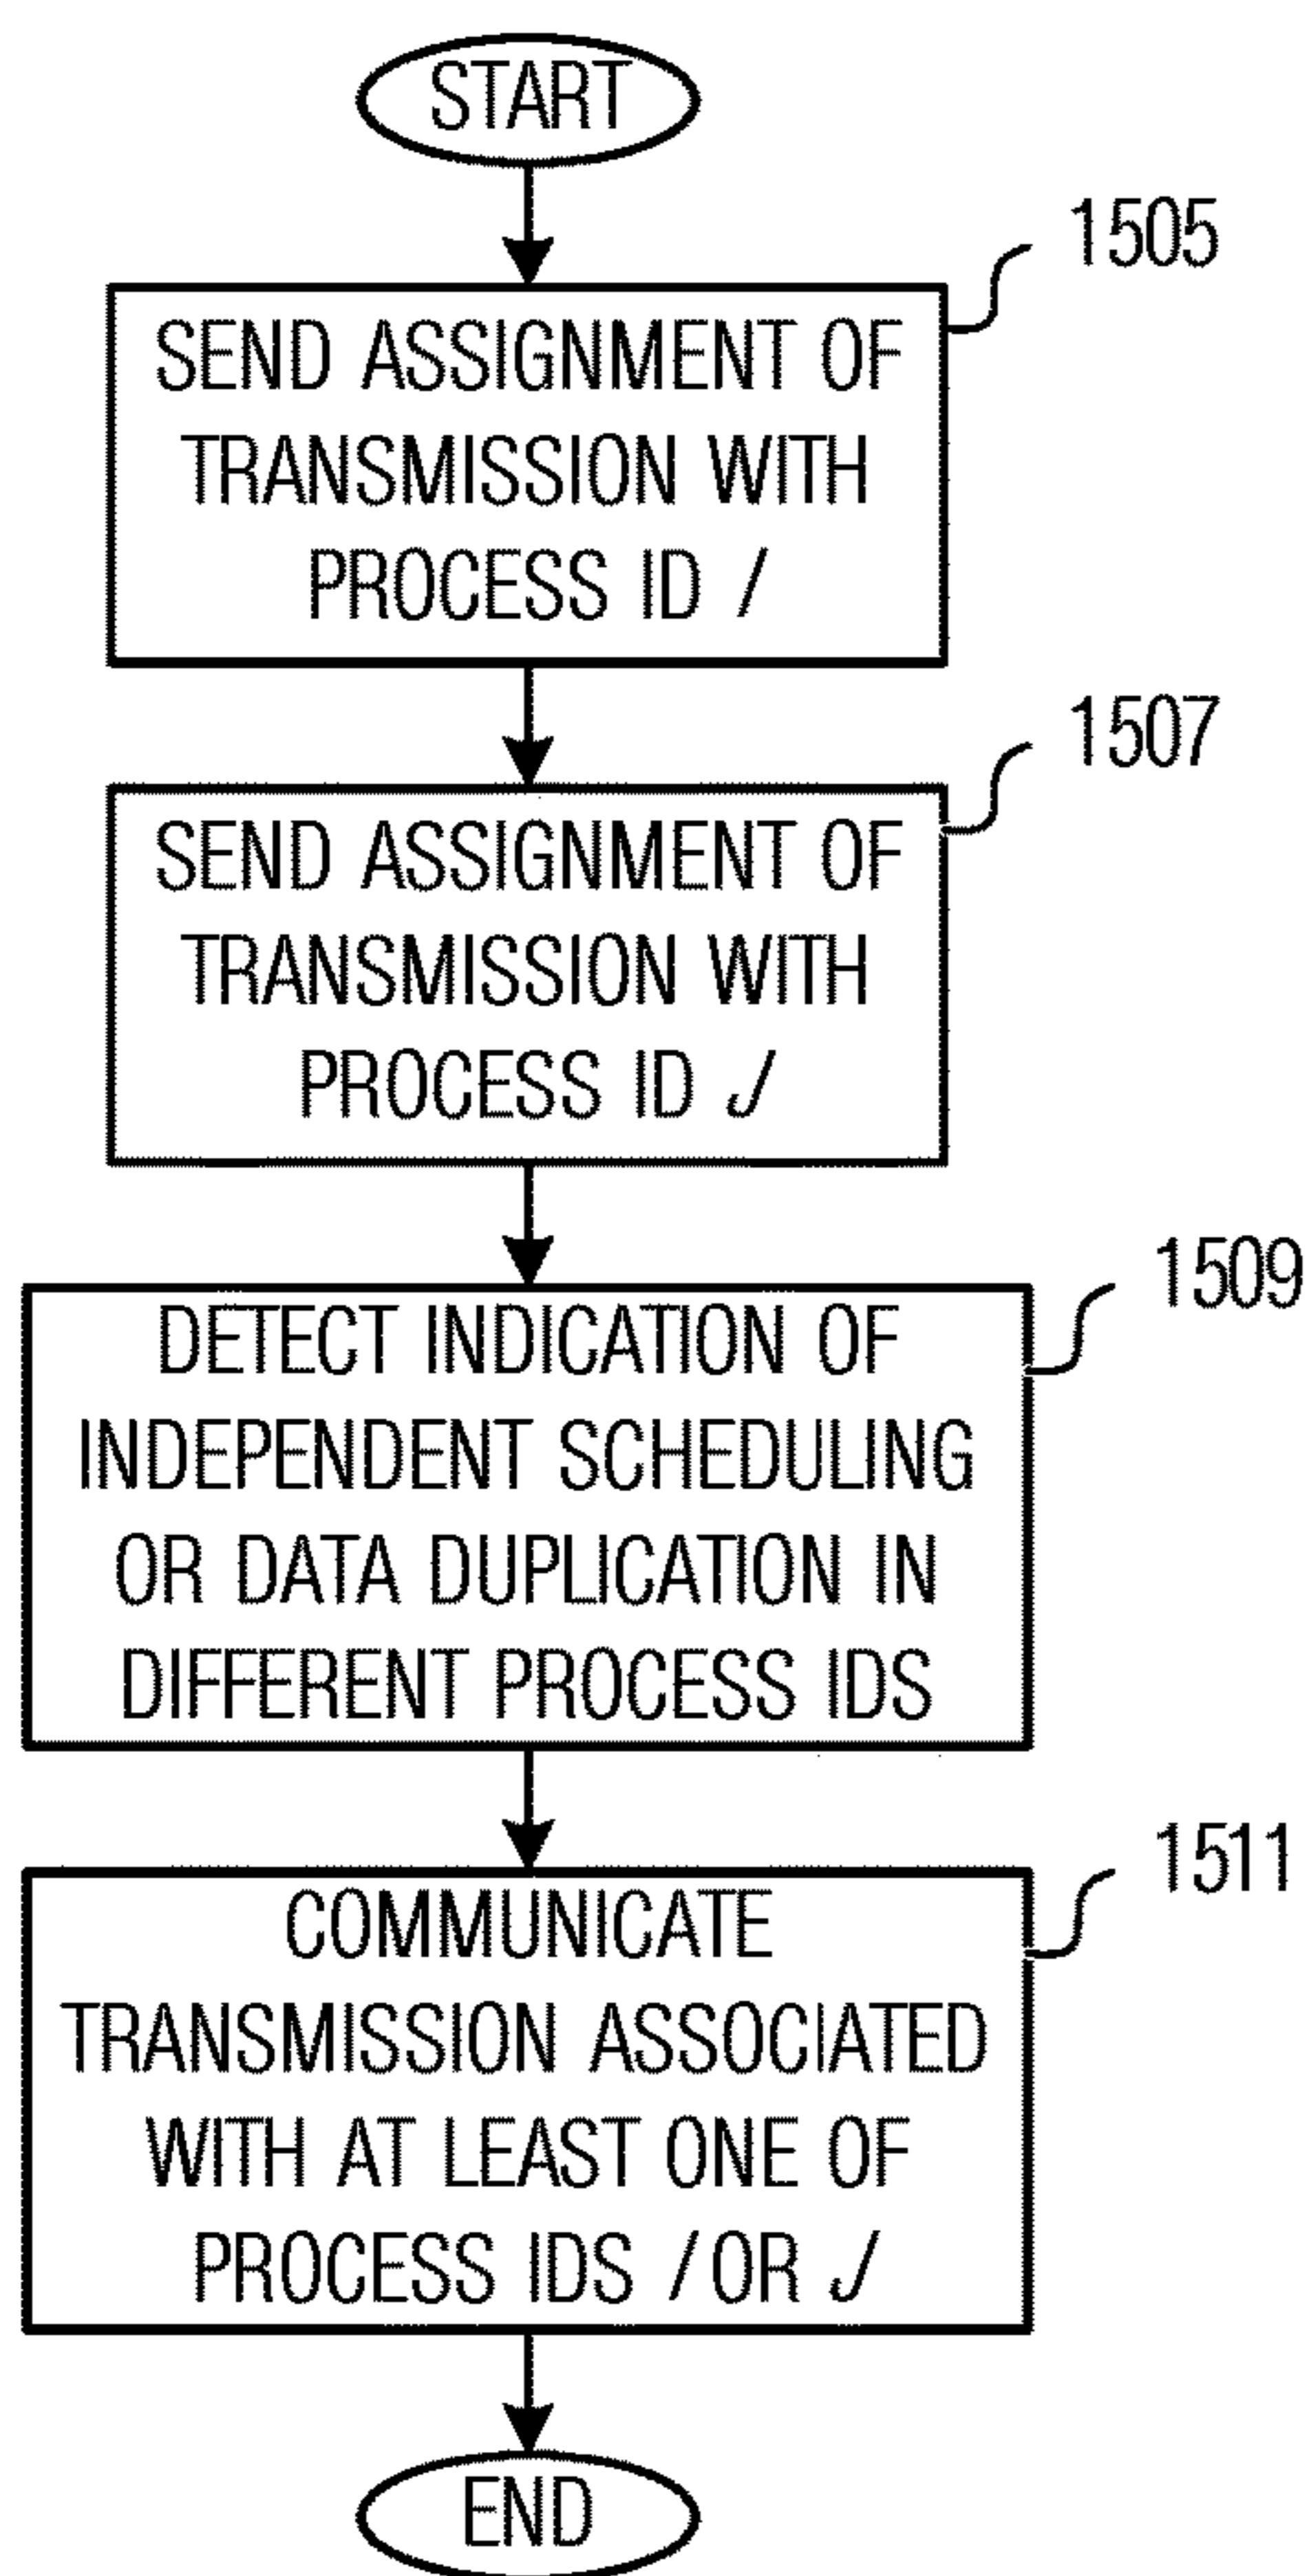 START
1505
SEND ASSIGNMENT OF
TRANSMISSION WITH
PROCESS ID I
1507
SEND ASSIGNMENT OF
TRANSMISSION WITH
PROCESS ID J
1509
DETECT INDICATION OF
INDEPENDENT SCHEDULING
OR DATA DUPLICATION IN
DIFFERENT PROCESS IDS
1511
COMMUNICATE
TRANSMISSION ASSOCIATED
WITH AT LEAST ONE OF
PROCESS IDS I OR J
END